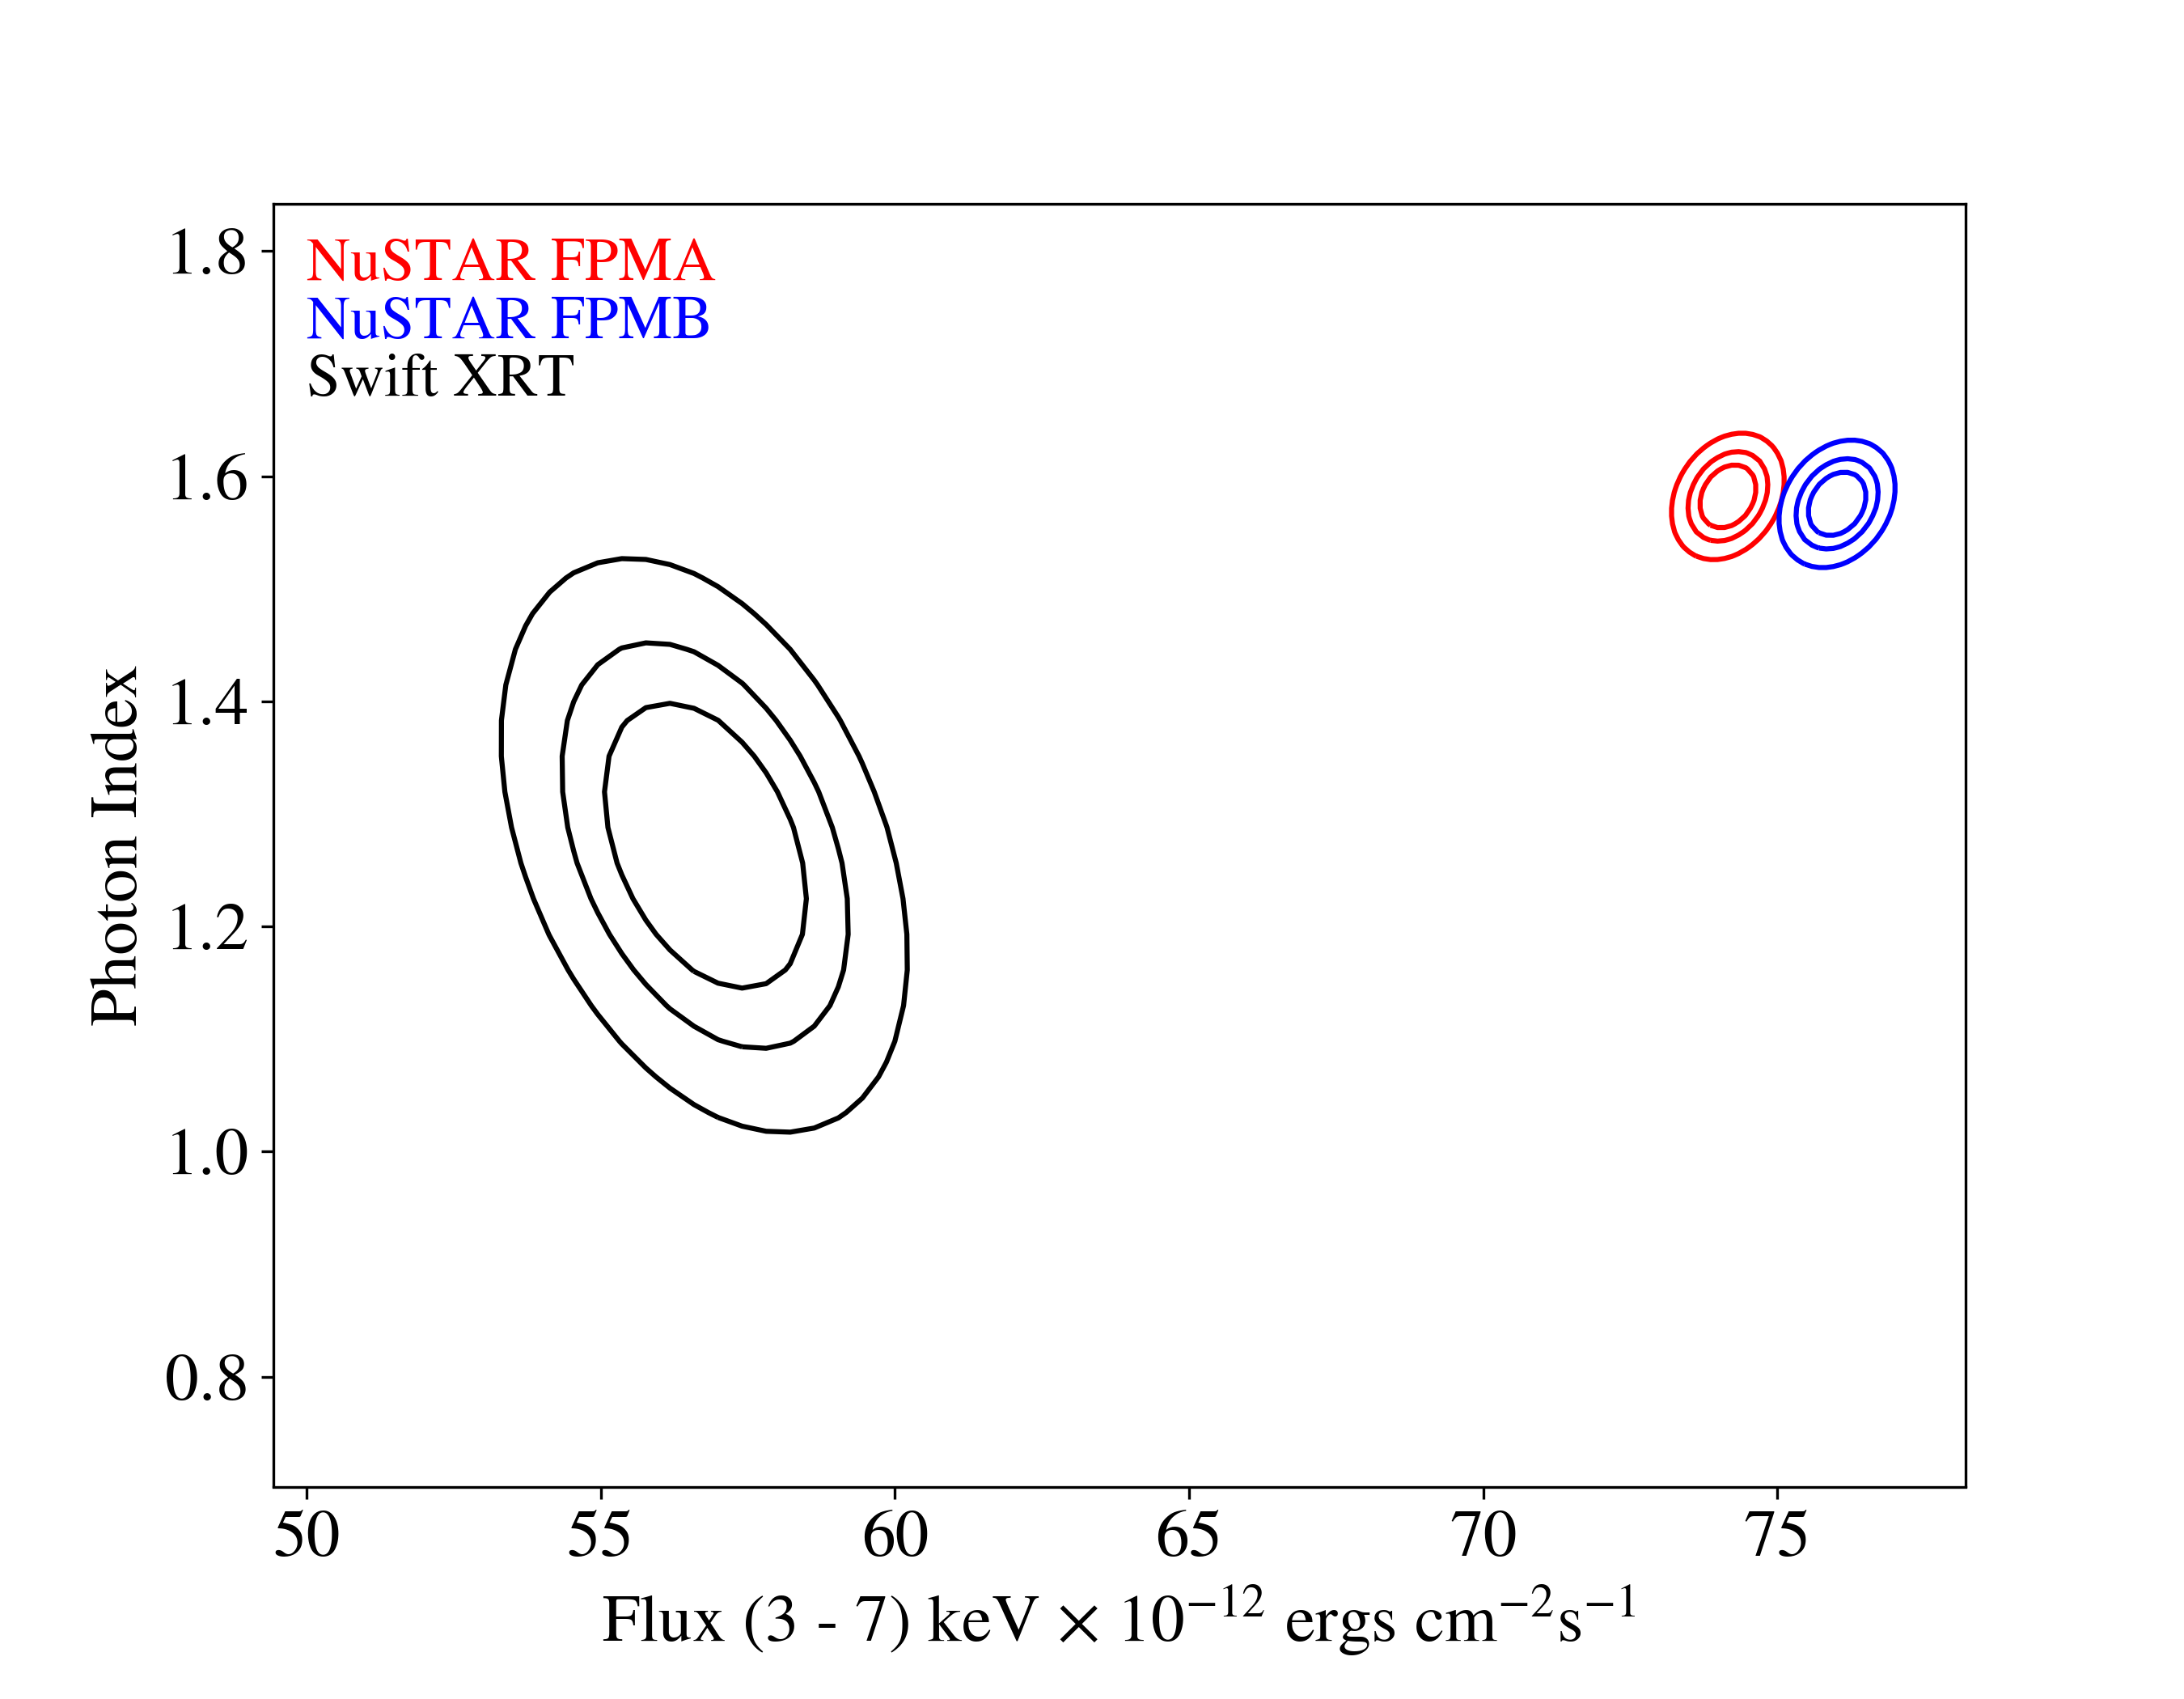 NuSTAR FPMA
NuSTAR FPMB
Swift XRT
Photon Index
1.8
1.6
1.4
1.2
1.0
0.8
50 55 60 65 70 75
Flux (3 - 7) keV × 10⁻¹² ergs cm⁻²s⁻¹